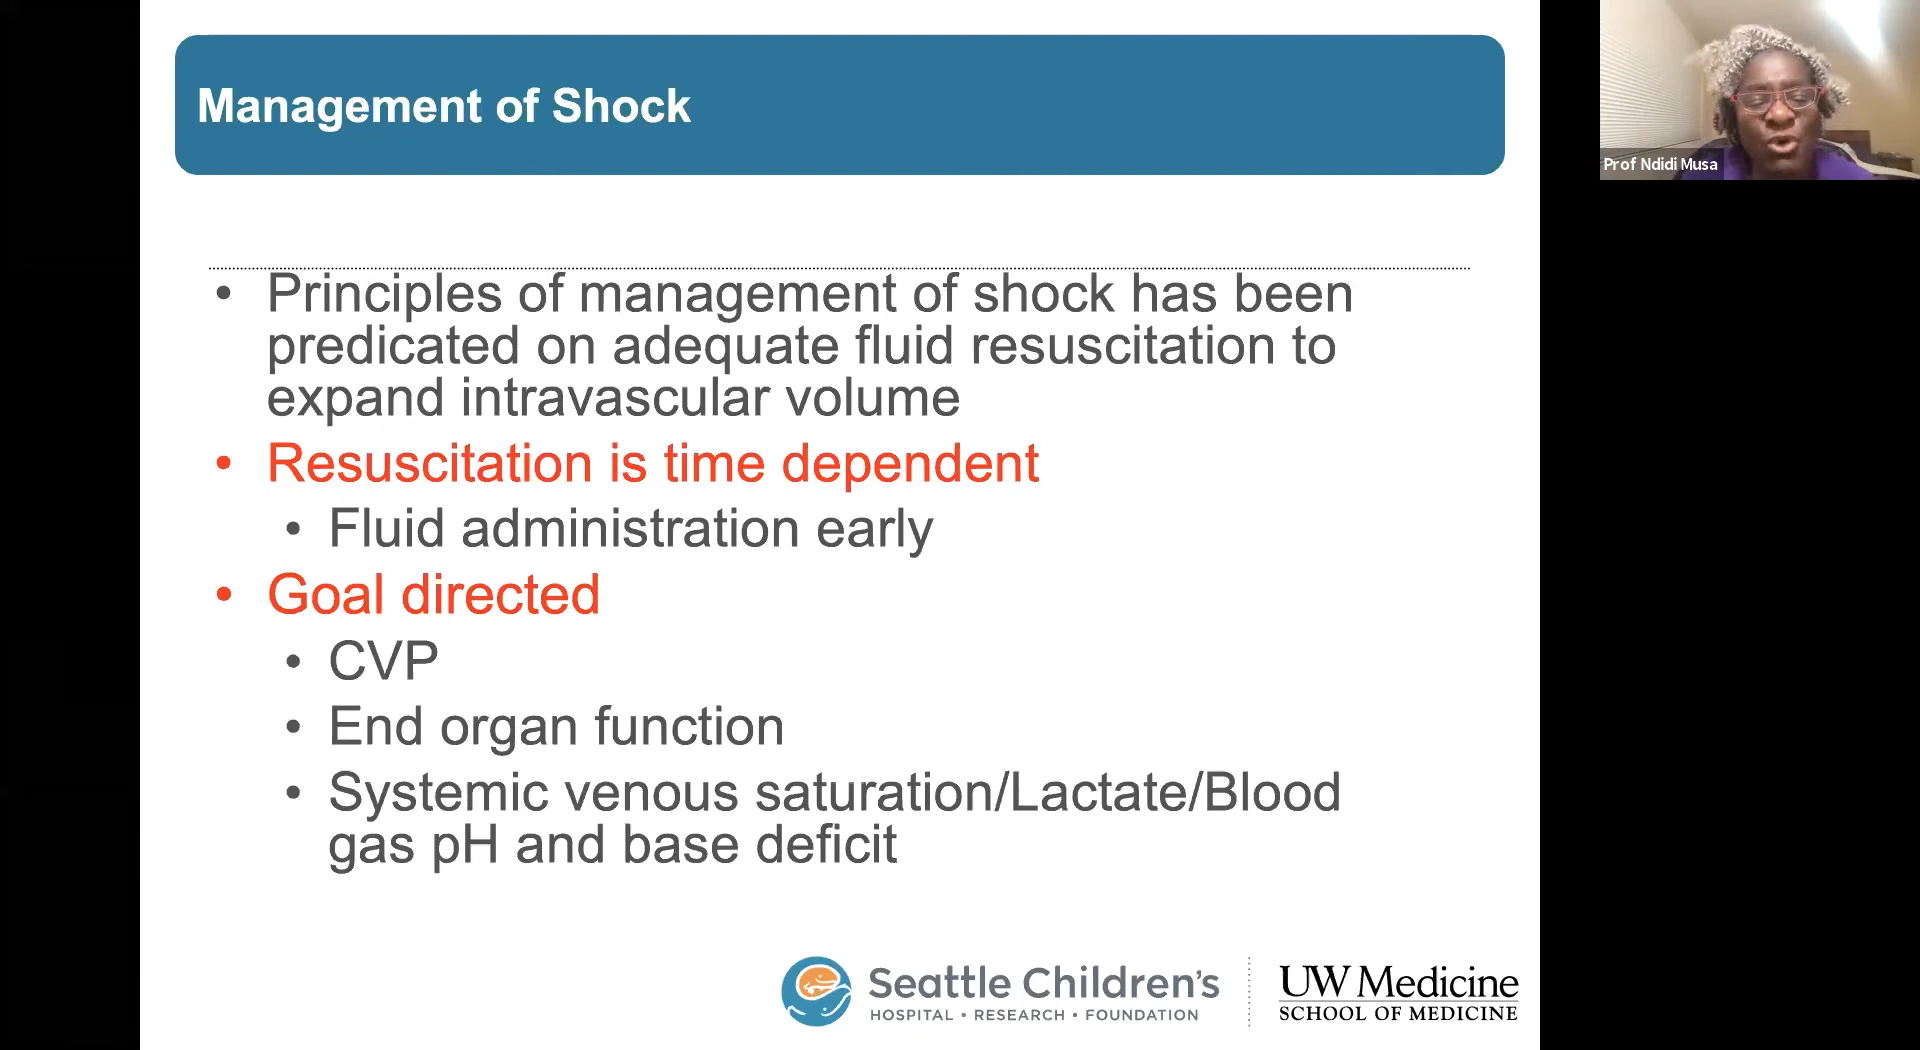 Management of Shock
Prof Ndidi Musa
• Principles of management of shock has been
predicated on adequate fluid resuscitation to
expand intravascular volume
• Resuscitation is time dependent
• Fluid administration early
• Goal directed
• CVP
• End organ function
• Systemic venous saturation/Lactate/Blood
gas pH and base deficit
Seattle Children's
HOSPITAL • RESEARCH • FOUNDATION
UW Medicine
SCHOOL OF MEDICINE